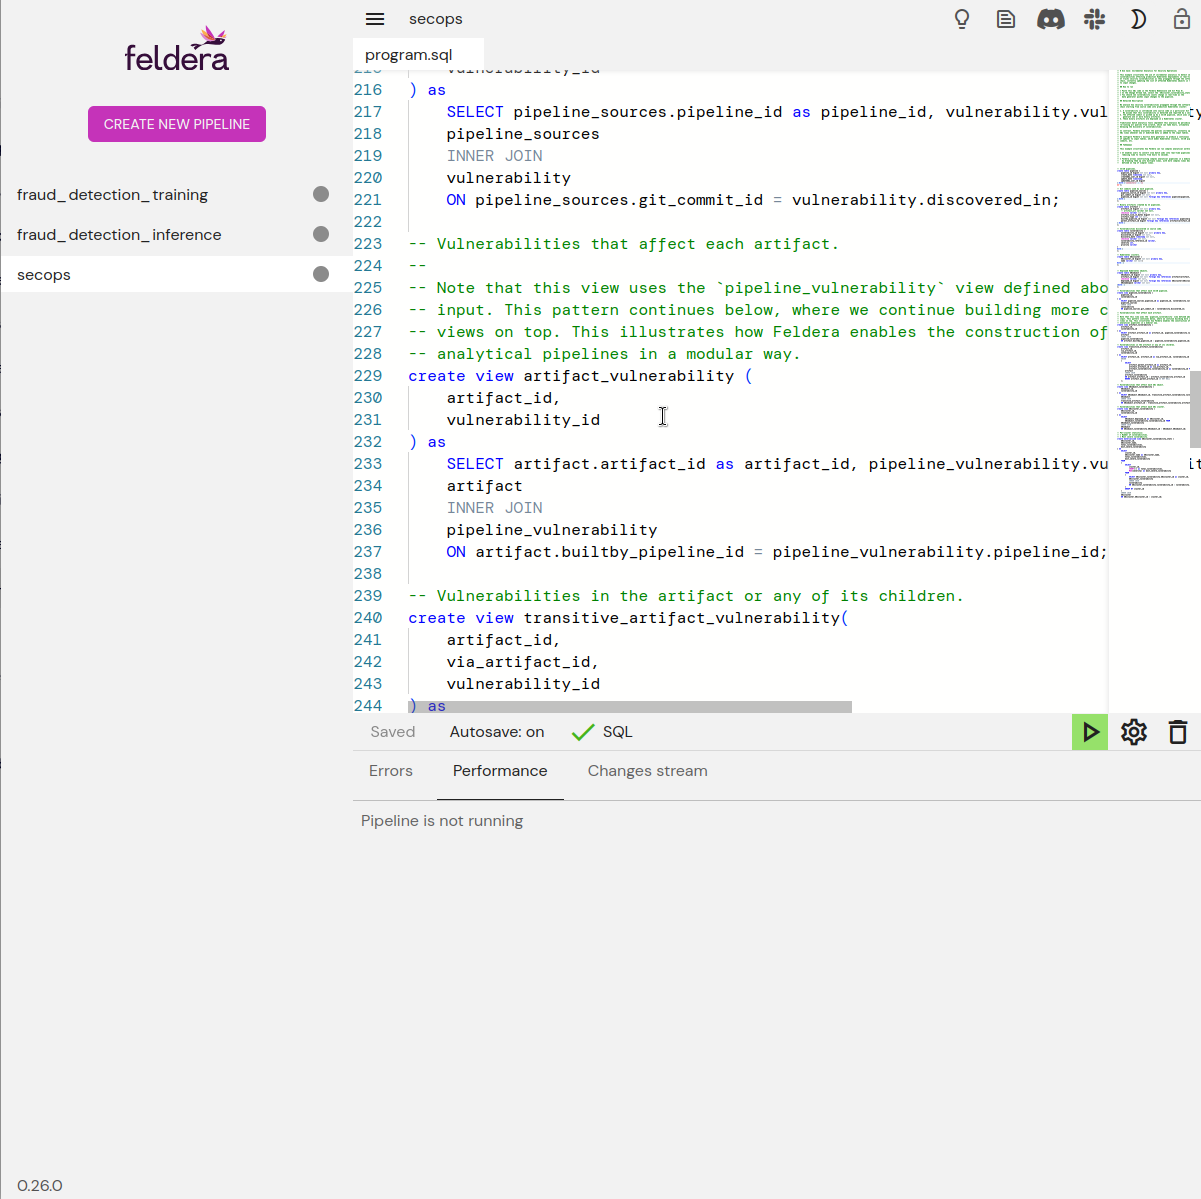 feldera
CREATE NEW PIPELINE
fraud_detection_training
fraud_detection_inference
secops
0.26.0
secops
program.sql
vulnerability_id
216 ) as
217 SELECT pipeline_sources.pipeline_id as pipeline_id, vulnerability.vul
218 pipeline_sources
219 INNER JOIN
220 vulnerability
221 ON pipeline_sources.git_commit_id = vulnerability.discovered_in;
222
223 -- Vulnerabilities that affect each artifact.
224 --
225 -- Note that this view uses the `pipeline_vulnerability` view defined abo
226 -- input. This pattern continues below, where we continue building more c
227 -- views on top. This illustrates how Feldera enables the construction of
228 -- analytical pipelines in a modular way.
229 create view artifact_vulnerability (
230 artifact_id,
231 vulnerability_id
232 ) as
233 SELECT artifact.artifact_id as artifact_id, pipeline_vulnerability.vu
234 artifact
235 INNER JOIN
236 pipeline_vulnerability
237 ON artifact.builtby_pipeline_id = pipeline_vulnerability.pipeline_id;
238
239 -- Vulnerabilities in the artifact or any of its children.
240 create view transitive_artifact_vulnerability(
241 artifact_id,
242 via_artifact_id,
243 vulnerability_id
244 ) as
Saved
Autosave: on
SQL
Errors
Performance
Changes stream
Pipeline is not running